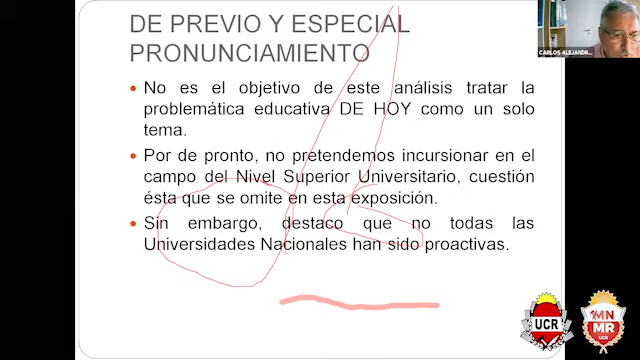 DE PREVIO Y ESPECIAL
PRONUNCIAMIENTO
CARLOS ALEJANDR...
No es el objetivo de este análisis tratar la
problemática educativa DE HOY como un solo
tema.
Por de pronto, no pretendemos incursionar en el
campo del Nivel Superior Universitario, cuestión
ésta que se omite en esta exposición.
Sin embargo, destaco que no todas las
Universidades Nacionales han sido proactivas.
UCR
MN
MR
UCR